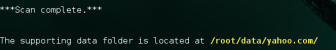 ***Scan complete.***
The supporting data folder is located at /root/data/yahoo.com/